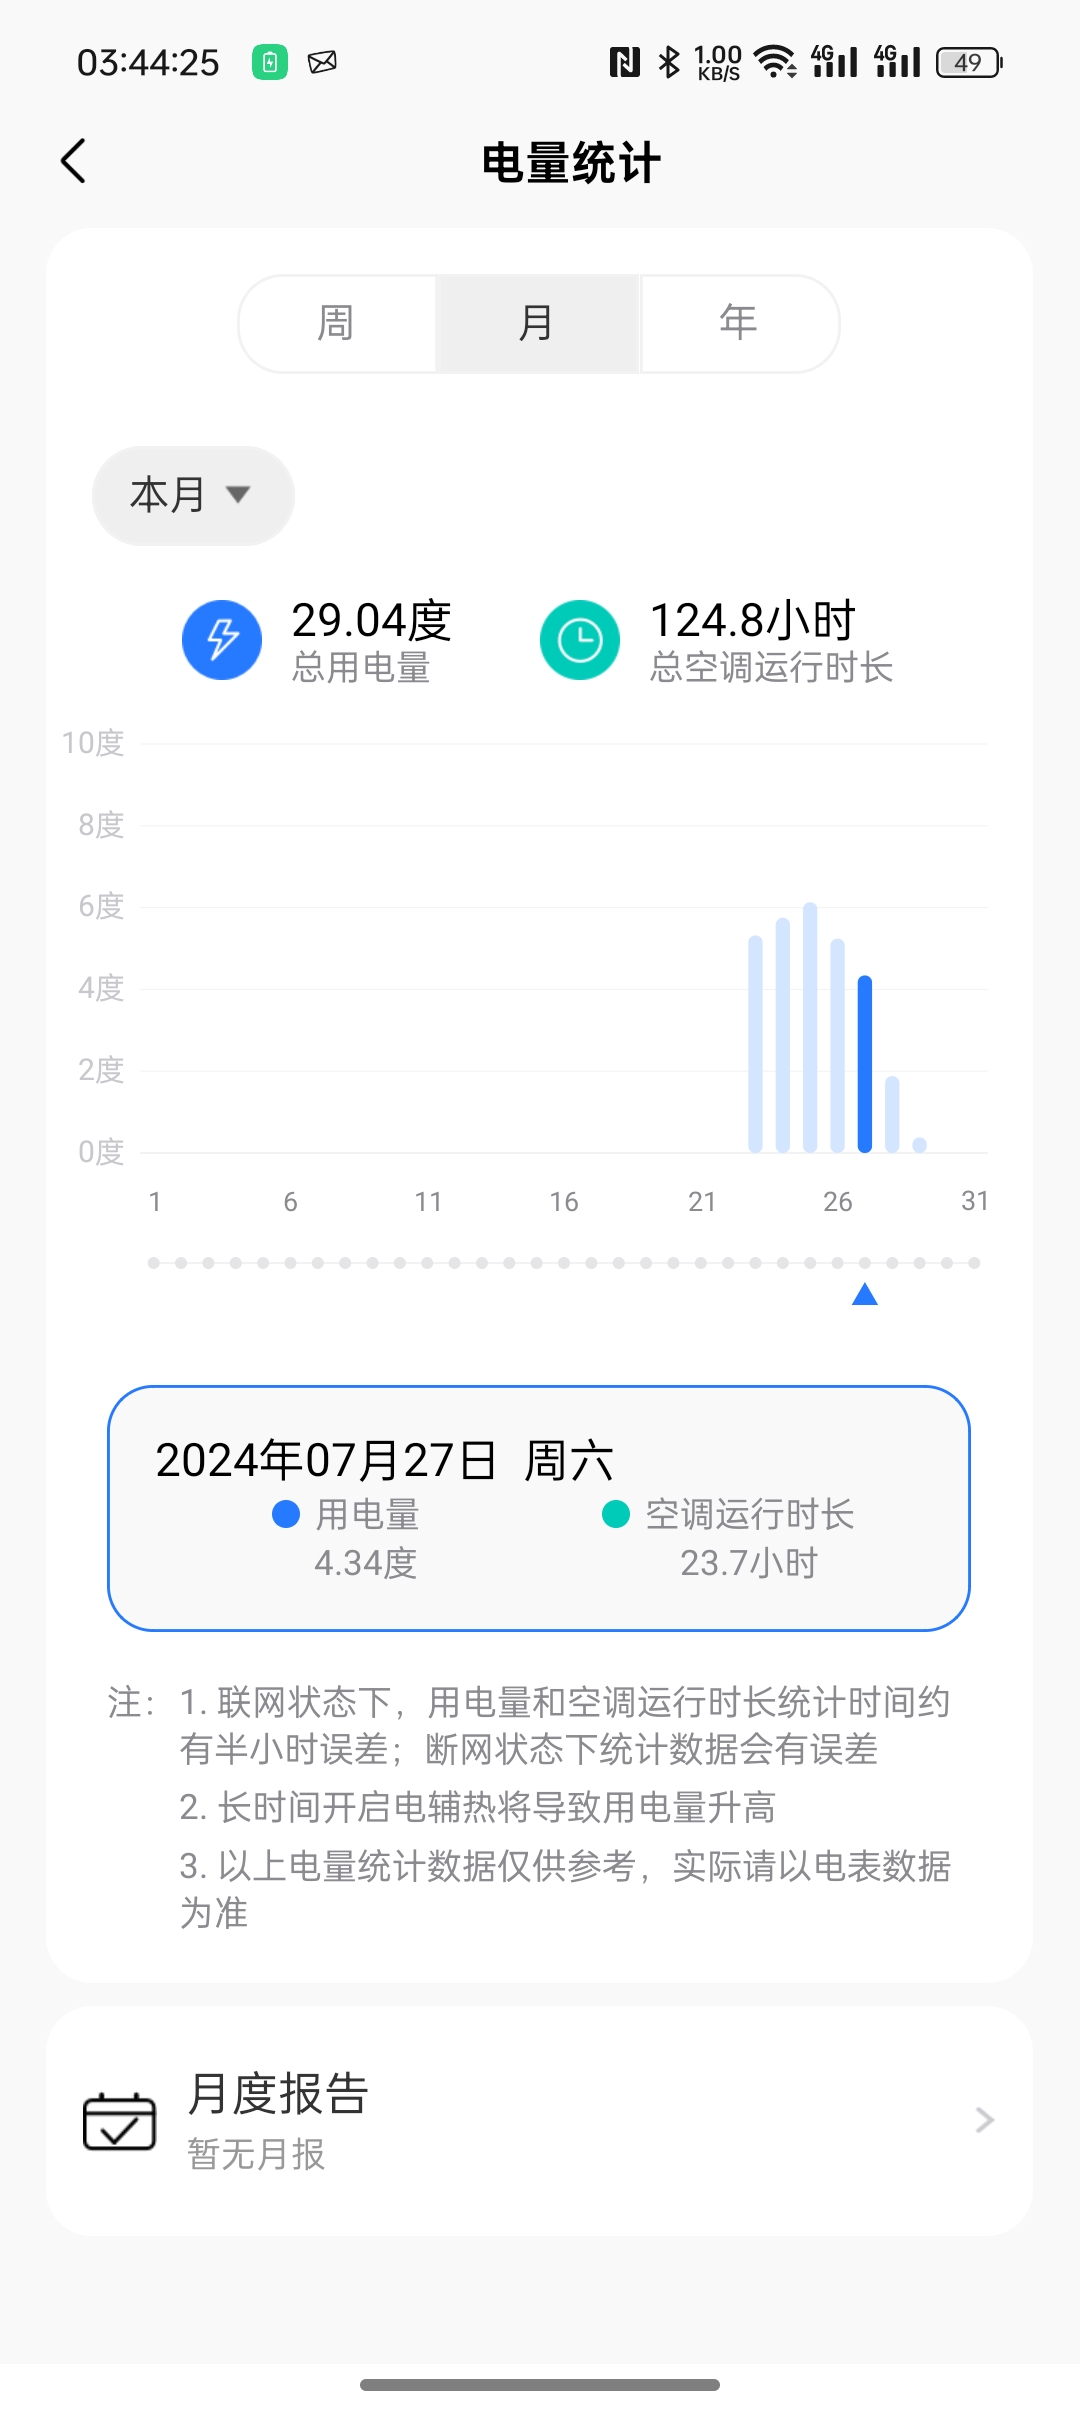 03:44:25 1.00 KB/S 4G 4G 49
电量统计
周 月 年
本月
29.04度 124.8小时
总用电量 总空调运行时长
10度
8度
6度
4度
2度
0度
1 6 11 16 21 26 31
2024年07月27日 周六
用电量 空调运行时长
4.34度 23.7小时
注： 1. 联网状态下，用电量和空调运行时长统计时间约
有半小时误差；断网状态下统计数据会有误差
2. 长时间开启电辅热将导致用电量升高
3. 以上电量统计数据仅供参考，实际请以电表数据
为准
月度报告
暂无月报